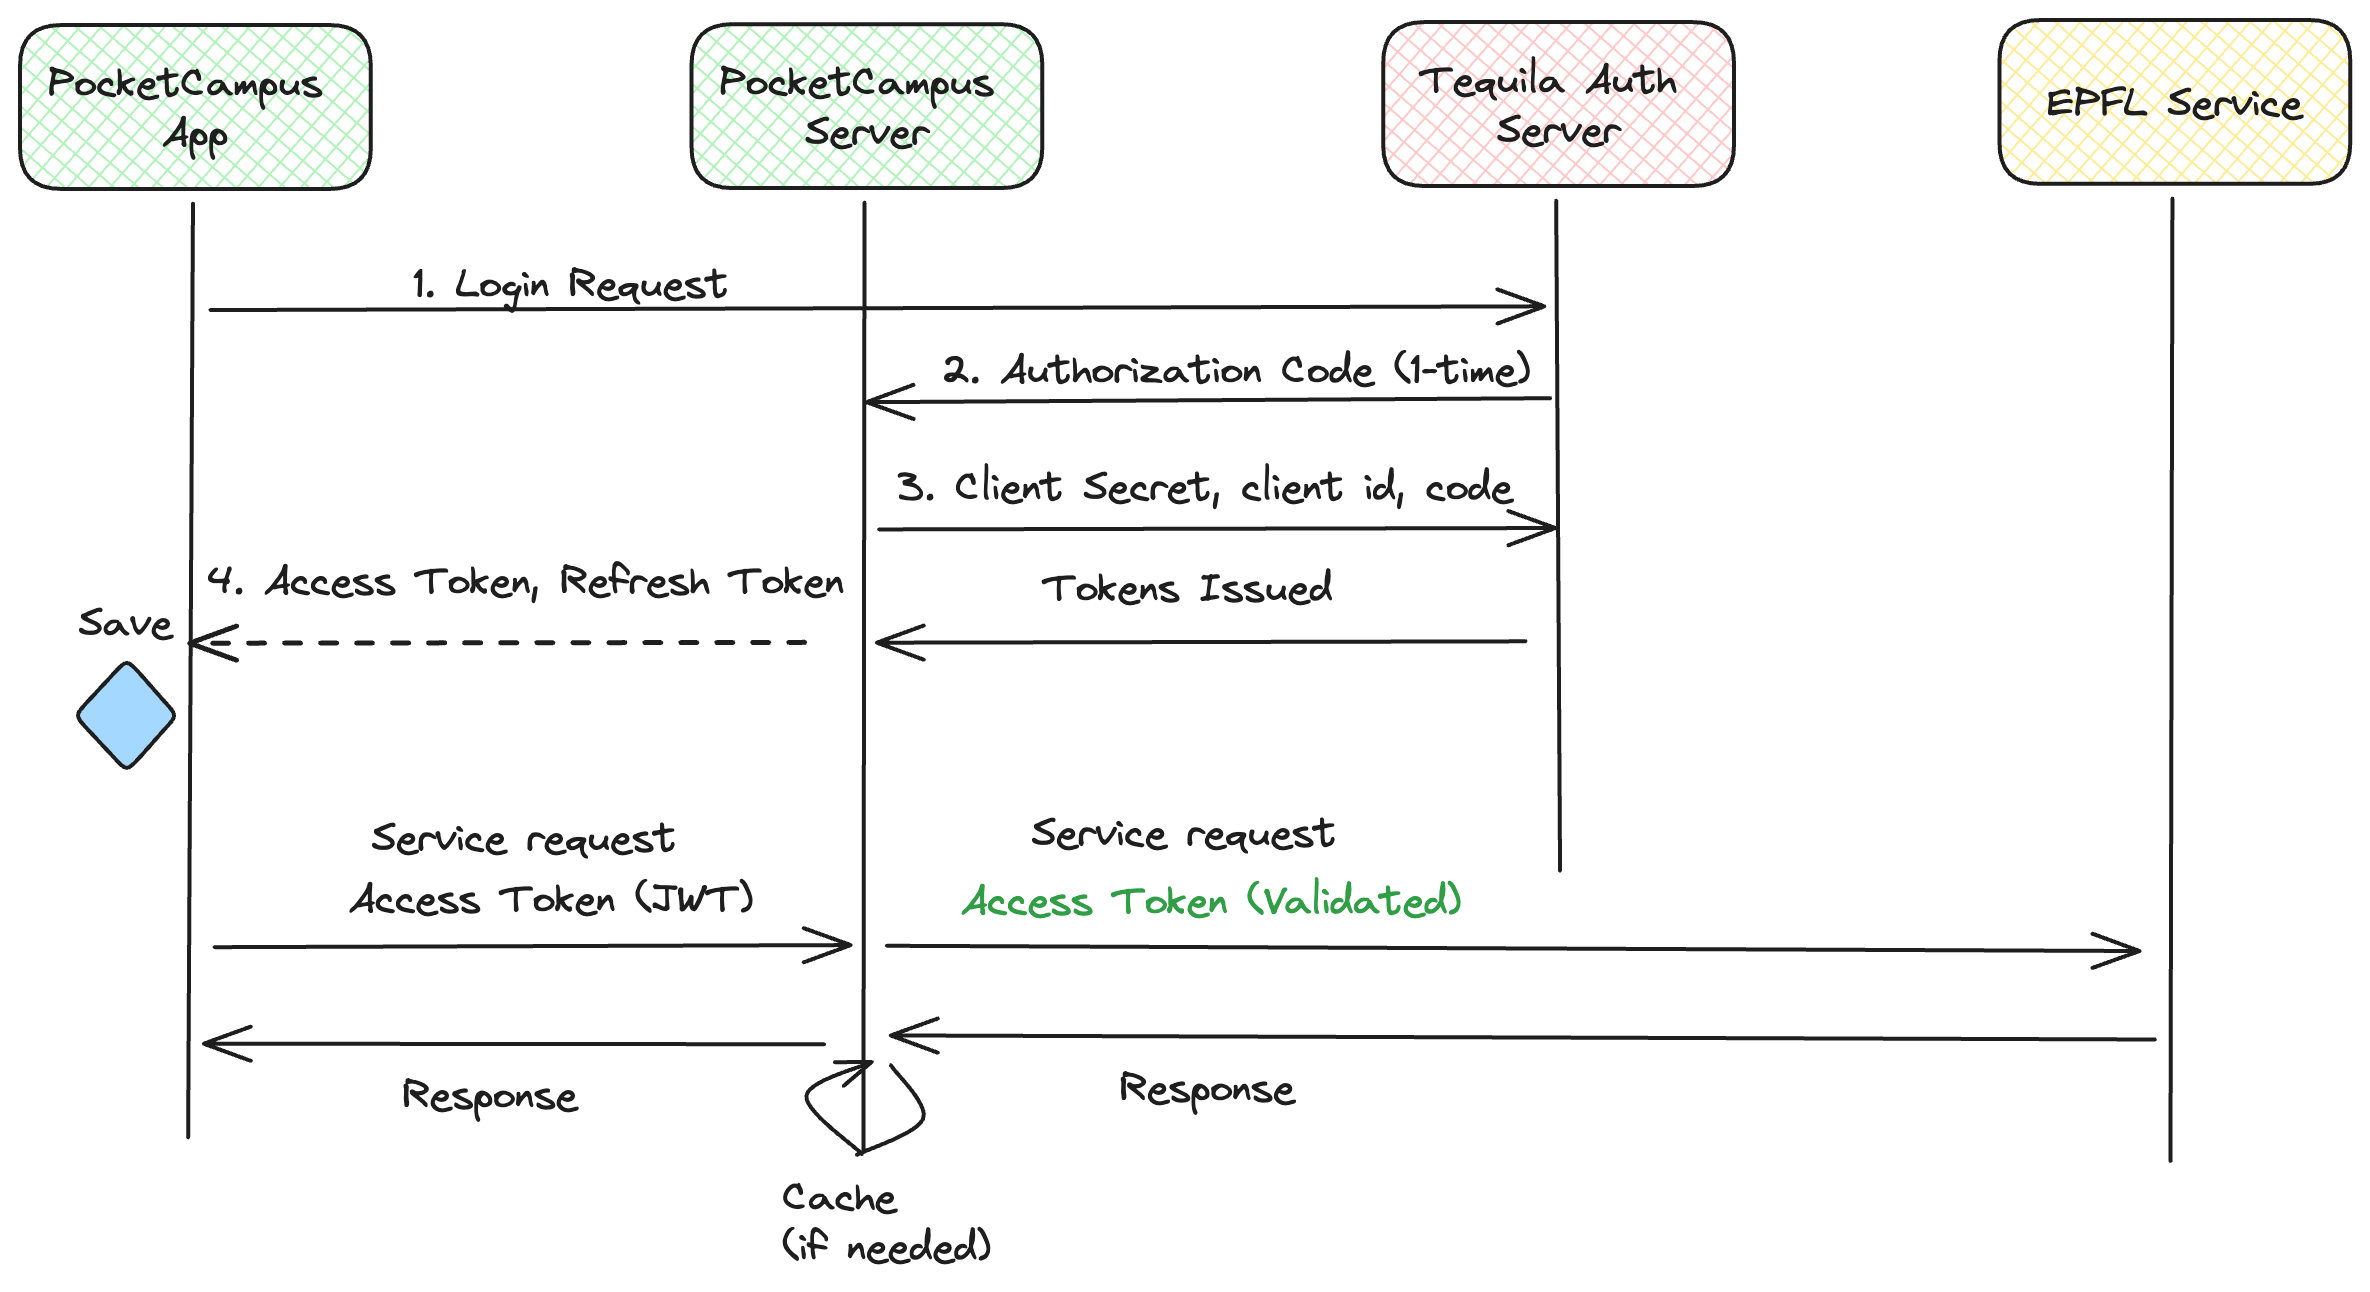 PocketCampus
App
PocketCampus
Server
Tequila Auth
Server
EPFL Service
1. Login Request
2. Authorization Code (1-time)
3. Client Secret, client id, code
4. Access Token, Refresh Token
Tokens Issued
Save
Service request
Access Token (JWT)
Service request
Access Token (Validated)
Response
Response
Cache
(if needed)